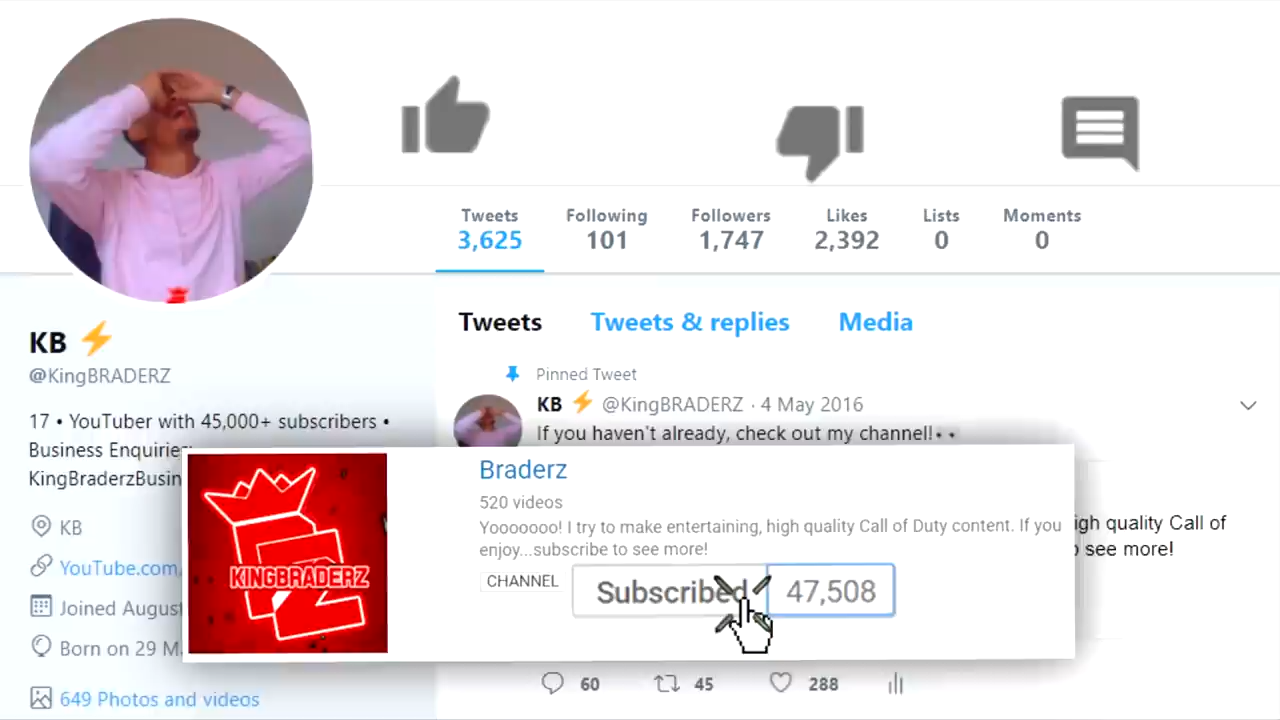 Tweets Following Followers Likes Lists Moments
3,625 101 1,747 2,392 0 0
Tweets Tweets & replies Media
Pinned Tweet
KB @KingBRADERZ · 4 May 2016
If you haven't already, check out my channel!
KB
@KingBRADERZ
17 • YouTuber with 45,000+ subscribers •
Business Enquiries:
KingBraderzBusin
KB
YouTube.com/
Joined August
Born on 29 M
649 Photos and videos
KINGBRADERZ
Braderz
520 videos
Yooooooo! I try to make entertaining, high quality Call of Duty content. If you
enjoy...subscribe to see more!
CHANNEL Subscribed 47,508
igh quality Call of
see more!
60 45 288